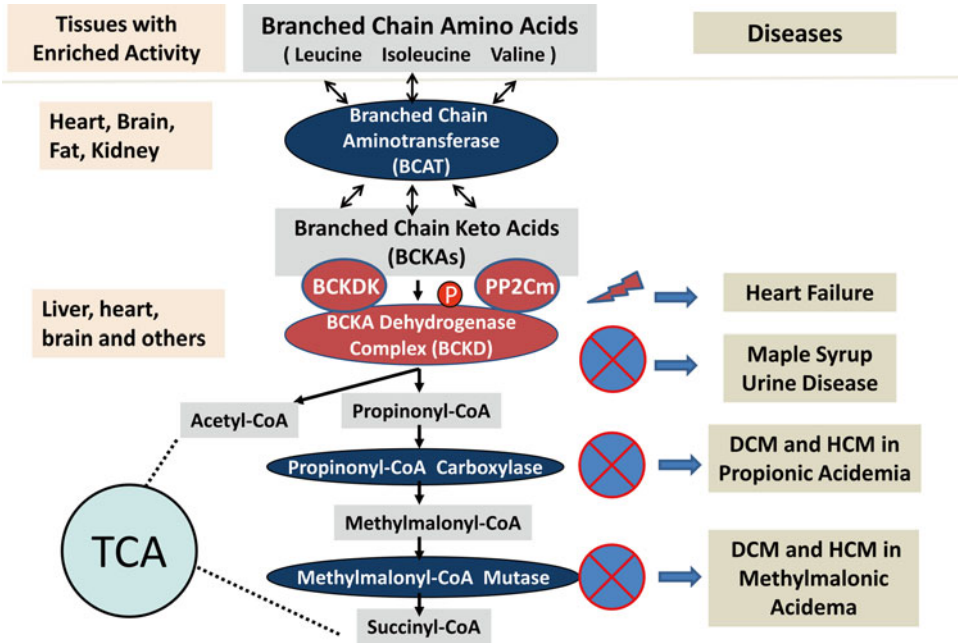 Tissues with
Enriched Activity
Branched Chain Amino Acids
( Leucine Isoleucine Valine )
Diseases
Heart, Brain,
Fat, Kidney
Branched Chain
Aminotransferase
(BCAT)
Branched Chain Keto Acids
(BCKAs)
BCKDK
P
PP2Cm
Liver, heart,
brain and others
BCKA Dehydrogenase
Complex (BCKD)
Heart Failure
Maple Syrup
Urine Disease
Acetyl-CoA
Propinonyl-CoA
Propinonyl-CoA Carboxylase
DCM and HCM in
Propionic Acidemia
Methylmalonyl-CoA
TCA
Methylmalonyl-CoA Mutase
DCM and HCM in
Methylmalonic
Acidema
Succinyl-CoA